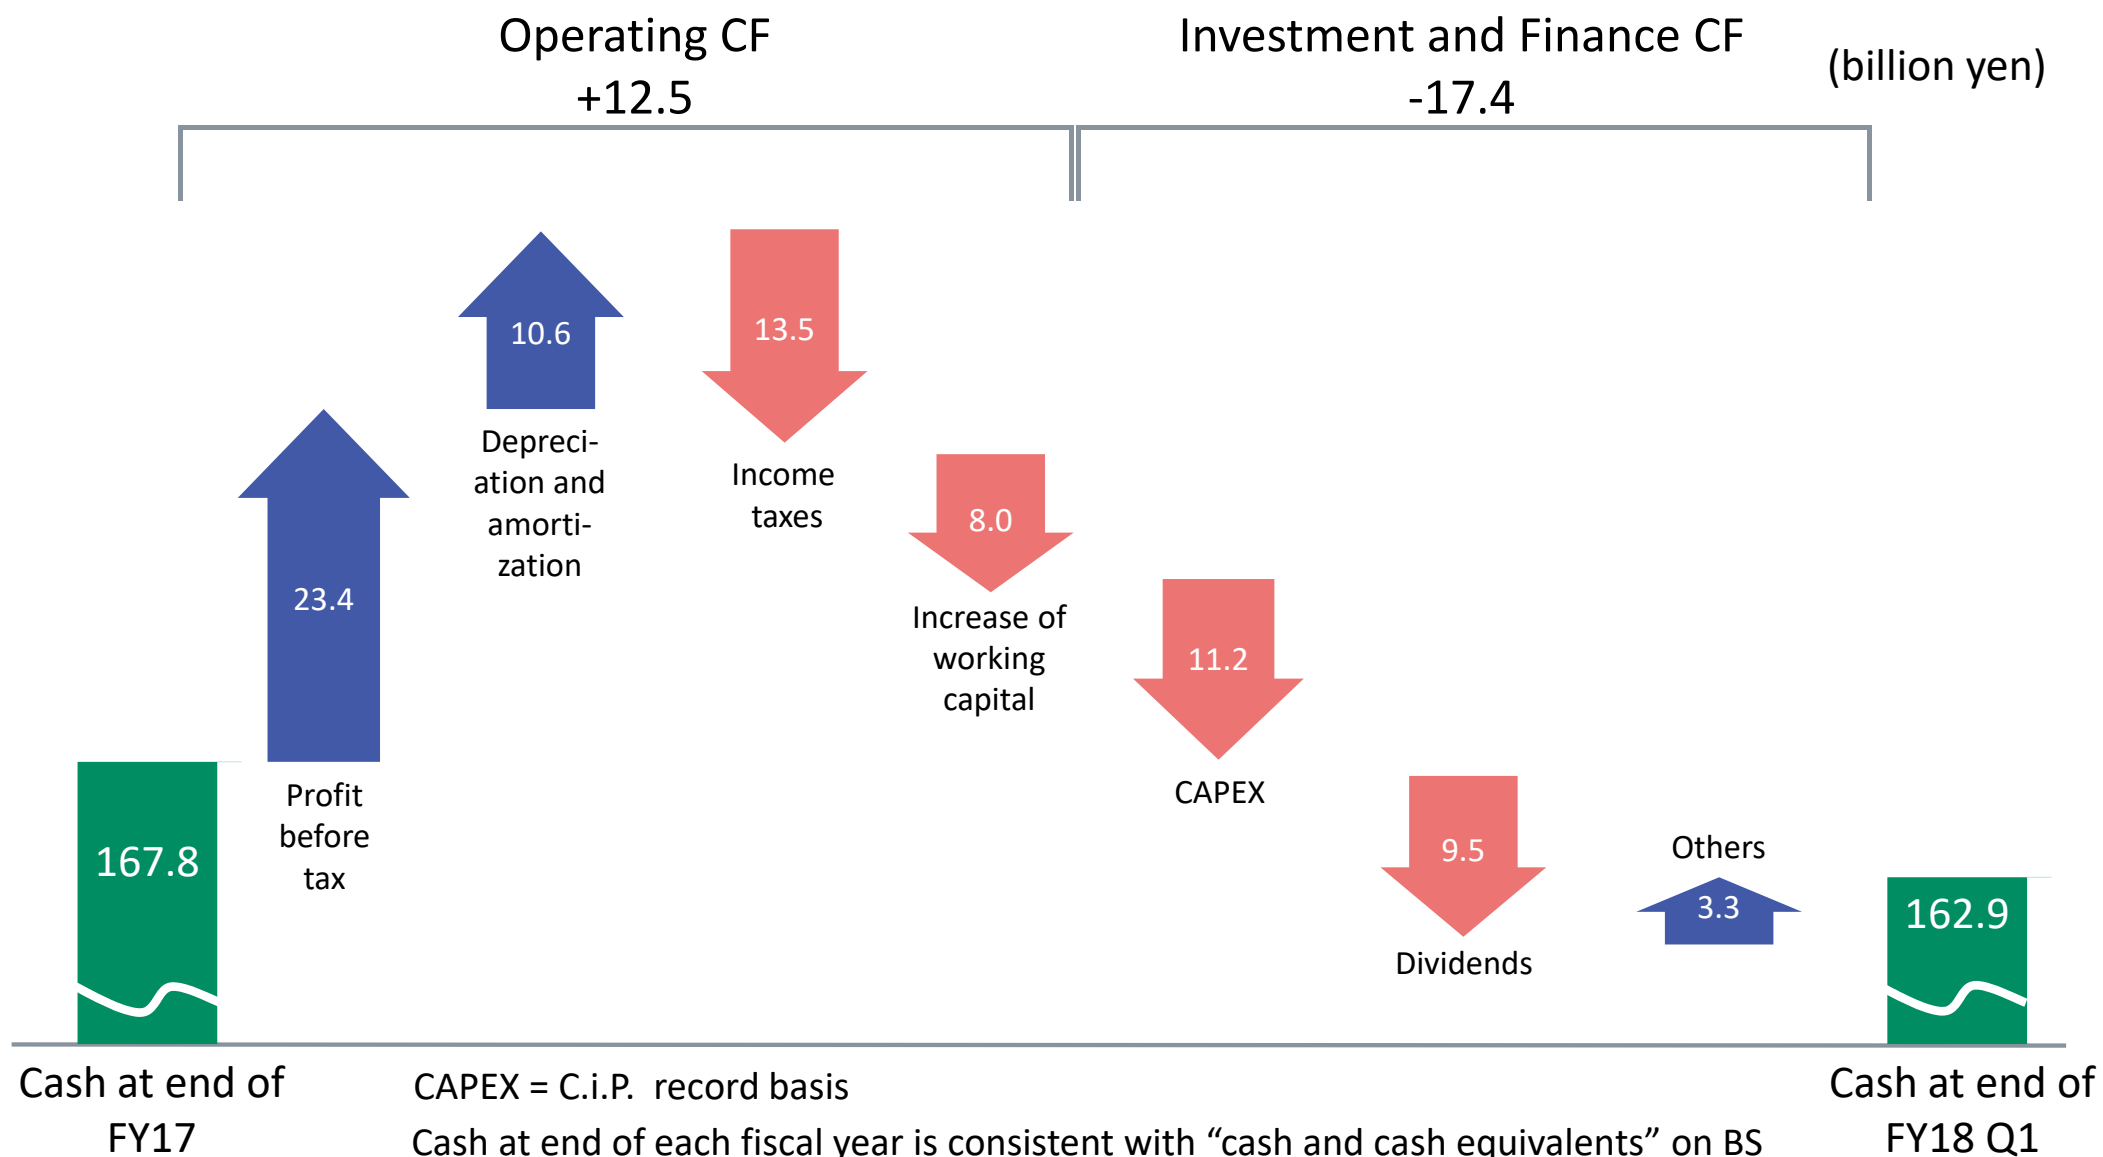 Operating CF
+12.5
Investment and Finance CF
-17.4
(billion yen)
10.6
Depreci-
ation and
amorti-
zation
13.5
Income
taxes
23.4
Profit
before
tax
8.0
Increase of
working
capital
11.2
CAPEX
9.5
Dividends
Others
3.3
167.8
162.9
Cash at end of
FY17
CAPEX = C.i.P. record basis
Cash at end of each fiscal year is consistent with “cash and cash equivalents” on BS
Cash at end of
FY18 Q1